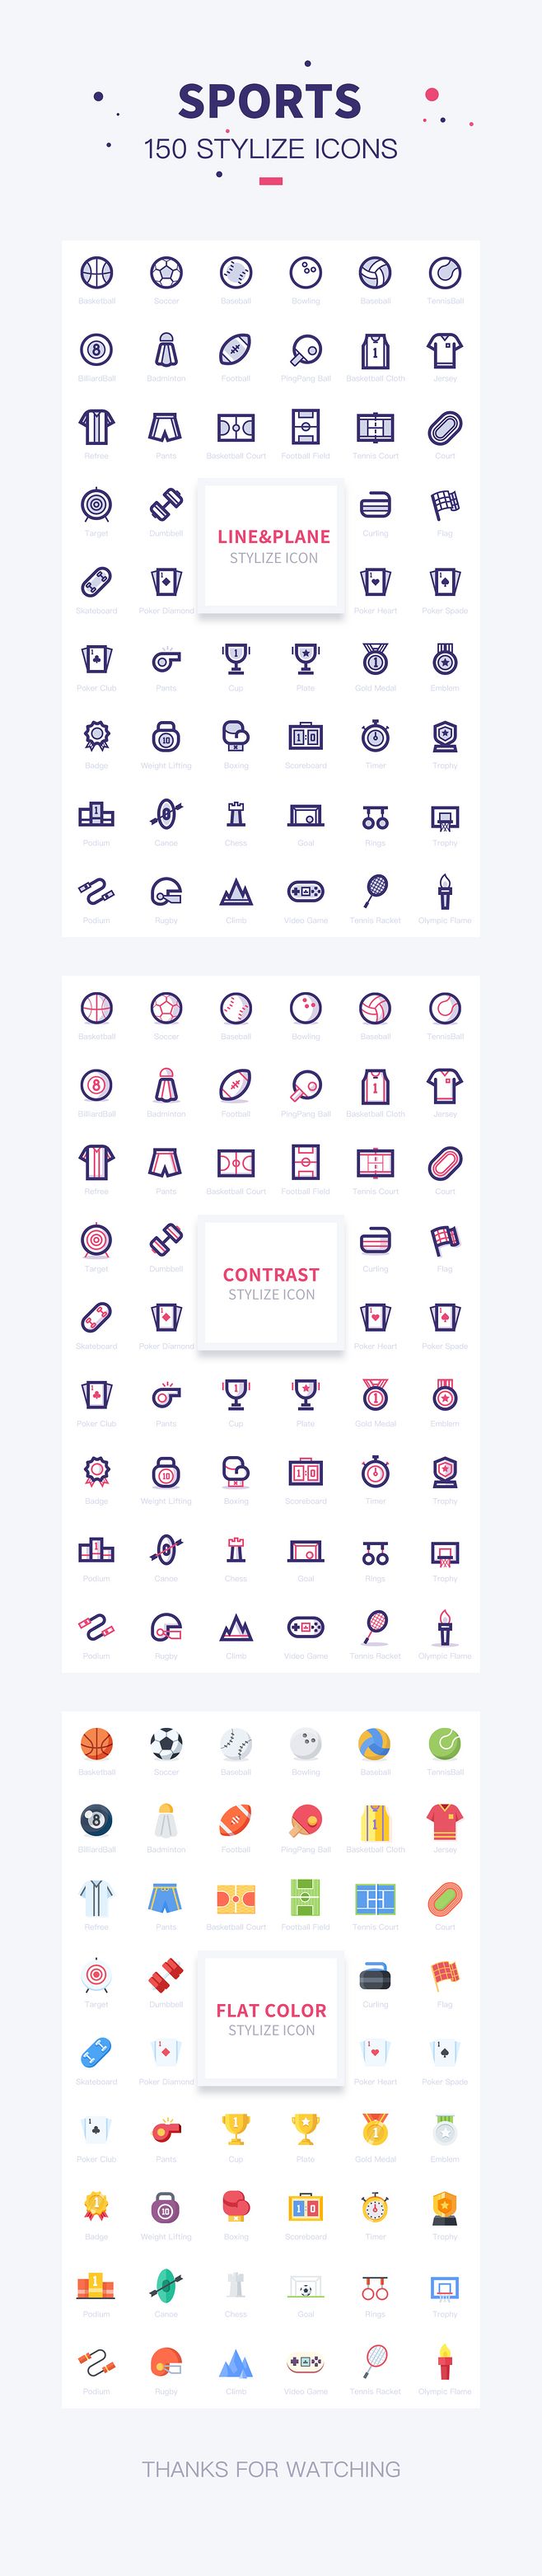 SPORTS
150 STYLIZE ICONS
Basketball Soccer Baseball Bowling Baseball TennisBall
BilliardBall Badminton Football PingPang Ball Basketball Cloth Jersey
Refree Pants Basketball Court Football Field Tennis Court Court
Target Dumbbell Curling Flag
LINE&PLANE
STYLIZE ICON
Skateboard Poker Diamond Poker Heart Poker Spade
Poker Club Pants Cup Plate Gold Medal Emblem
Badge Weight Lifting Boxing Scoreboard Timer Trophy
Podium Canoe Chess Goal Rings Trophy
Podium Rugby Climb Video Game Tennis Racket Olympic Flame
Basketball Soccer Baseball Bowling Baseball TennisBall
BilliardBall Badminton Football PingPang Ball Basketball Cloth Jersey
Refree Pants Basketball Court Football Field Tennis Court Court
Target Dumbbell Curling Flag
CONTRAST
STYLIZE ICON
Skateboard Poker Diamond Poker Heart Poker Spade
Poker Club Pants Cup Plate Gold Medal Emblem
Badge Weight Lifting Boxing Scoreboard Timer Trophy
Podium Canoe Chess Goal Rings Trophy
Podium Rugby Climb Video Game Tennis Racket Olympic Flame
Basketball Soccer Baseball Bowling Baseball TennisBall
BilliardBall Badminton Football PingPang Ball Basketball Cloth Jersey
Refree Pants Basketball Court Football Field Tennis Court Court
Target Dumbbell Curling Flag
FLAT COLOR
STYLIZE ICON
Skateboard Poker Diamond Poker Heart Poker Spade
Poker Club Pants Cup Plate Gold Medal Emblem
Badge Weight Lifting Boxing Scoreboard Timer Trophy
Podium Canoe Chess Goal Rings Trophy
Podium Rugby Climb Video Game Tennis Racket Olympic Flame
THANKS FOR WATCHING